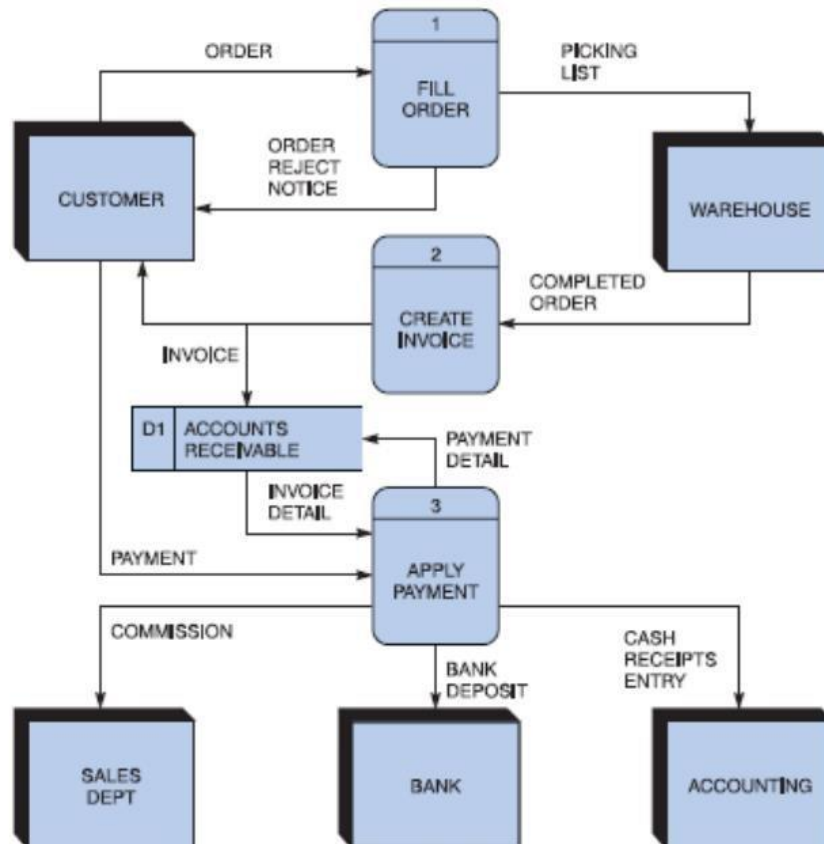 1
ORDER
PICKING
LIST
FILL
ORDER
ORDER
REJECT
NOTICE
CUSTOMER
WAREHOUSE
2
COMPLETED
ORDER
CREATE
INVOICE
INVOICE
D1
ACCOUNTS
RECEIVABLE
PAYMENT
DETAIL
INVOICE
DETAIL
3
PAYMENT
APPLY
PAYMENT
COMMISSION
BANK
DEPOSIT
CASH
RECEIPTS
ENTRY
SALES
DEPT
BANK
ACCOUNTING